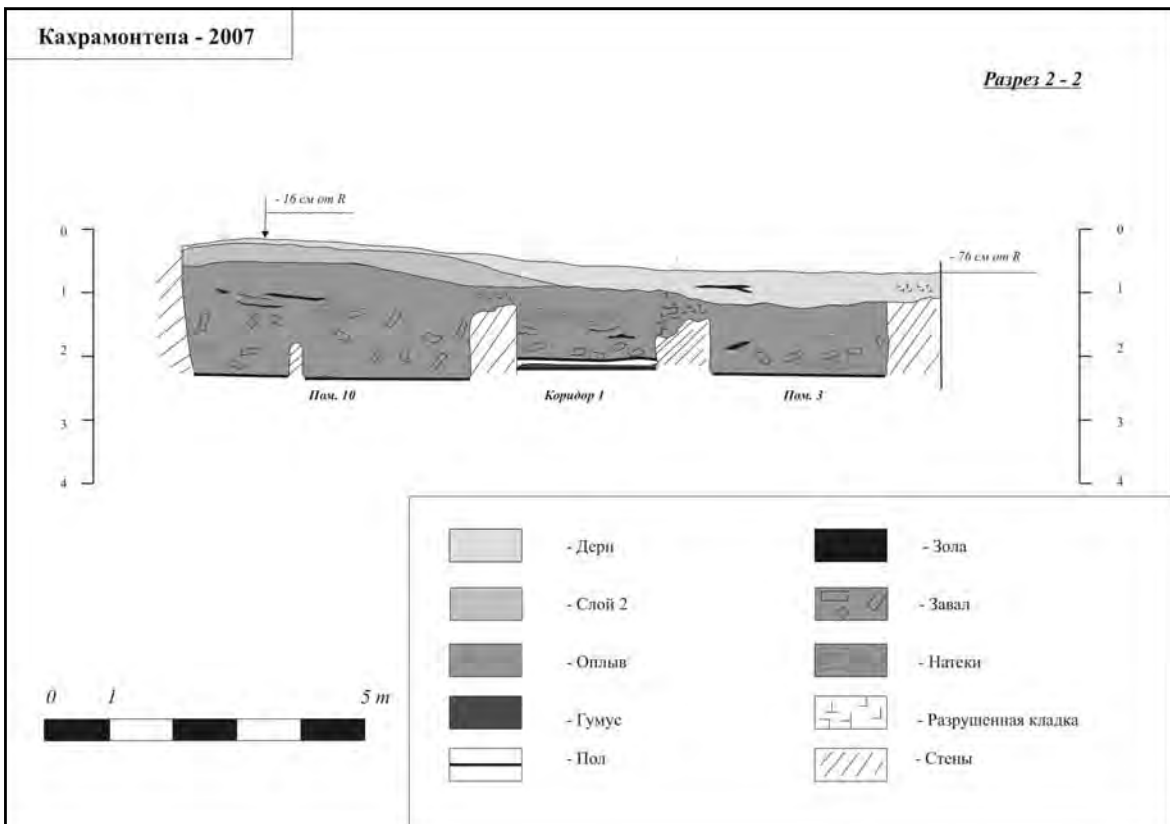 Кахрамонтепа - 2007
Разрез 2 - 2
- 16 см от R
- 76 см от R
0
1
2
3
4
0
1
2
3
4
Пом. 10
Коридор 1
Пом. 3
- Дерн
- Слой 2
- Оплыв
- Гумус
- Пол
- Зола
- Завал
- Натеки
- Разрушенная кладка
- Стены
0 1 5 m